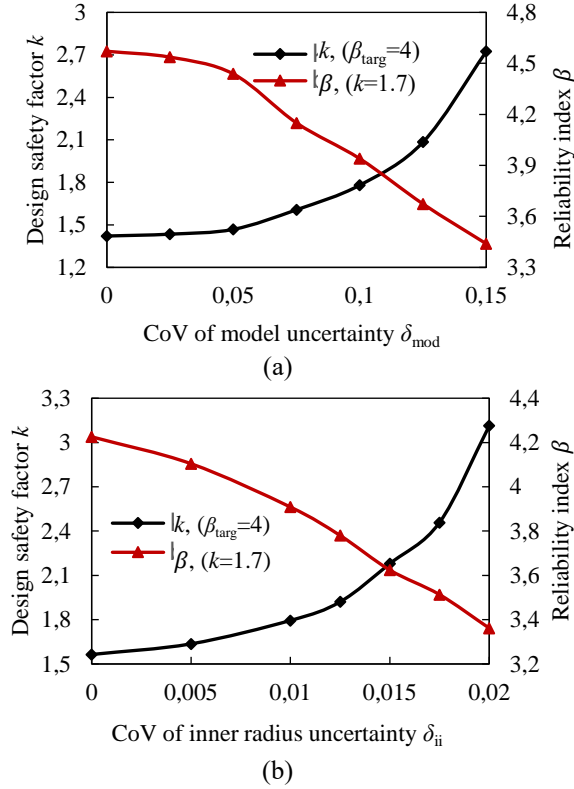 3
2,7
2,4
2,1
1,8
1,5
1,2
Design safety factor k
4,8
4,5
4,2
3,9
3,6
3,3
Reliability index β
k, (βtarg=4)
β, (k=1.7)
0 0,05 0,1 0,15
CoV of model uncertainty δmod
(a)
3,3
3
2,7
2,4
2,1
1,8
1,5
Design safety factor k
4,4
4,2
4
3,8
3,6
3,4
3,2
Reliability index β
k, (βtarg=4)
β, (k=1.7)
0 0,005 0,01 0,015 0,02
CoV of inner radius uncertainty δii
(b)